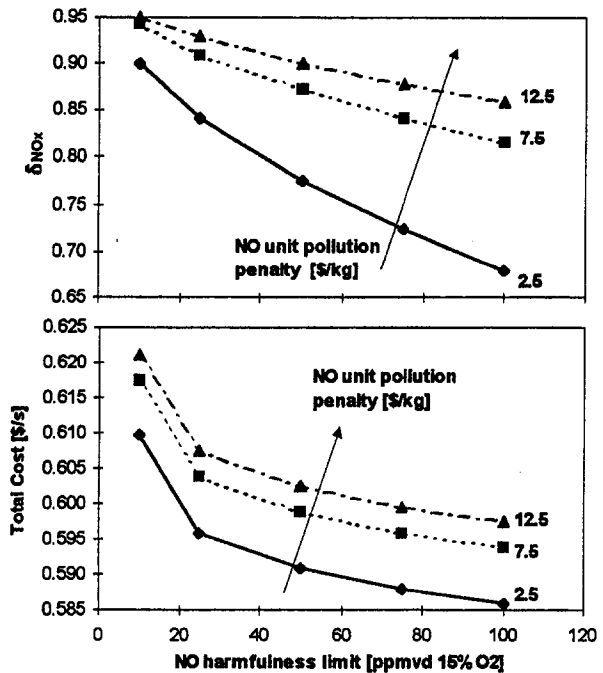 0.95
0.90
0.85
0.80
0.75
0.70
0.65
δNOx
12.5
7.5
2.5
NO unit pollution
penalty [$/kg]
0.625
0.620
0.615
0.610
0.605
0.600
0.595
0.590
0.585
Total Cost [$/s]
NO unit pollution
penalty [$/kg]
12.5
7.5
2.5
0 20 40 60 80 100 120
NO harmfulness limit [ppmvd 15% O2]